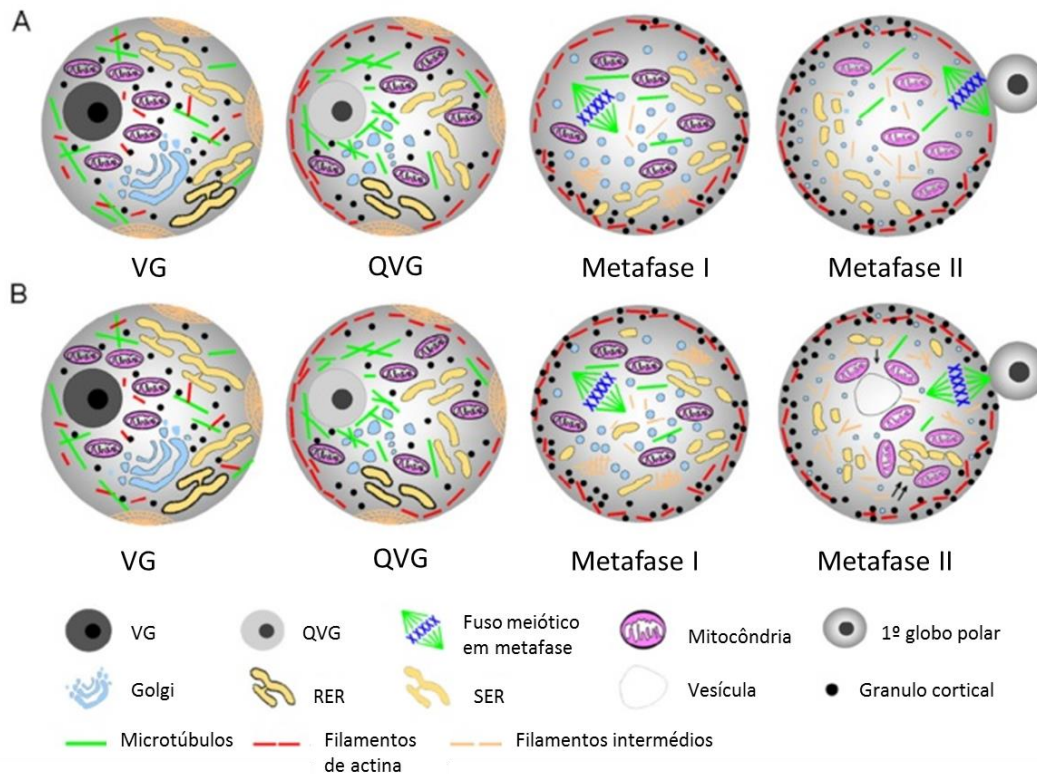 A
VG QVG Metafase I Metafase II
B
VG QVG Metafase I Metafase II
VG
QVG
Fuso meiótico
em metafase
Mitocôndria
1º globo polar
Golgi
RER
SER
Vesícula
Granulo cortical
Microtúbulos
Filamentos
de actina
Filamentos intermédios